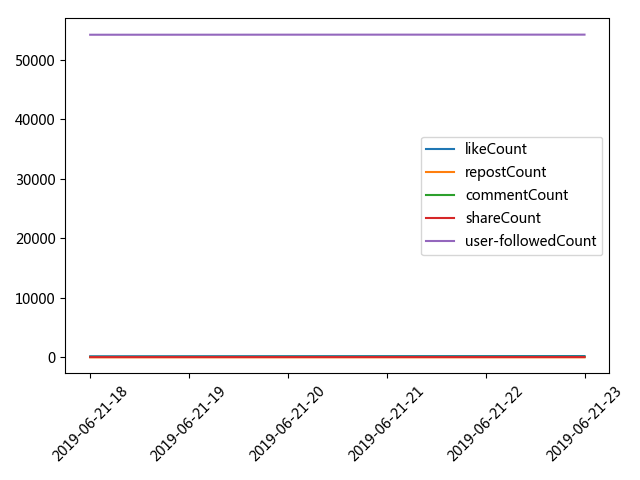 50000
40000
30000
20000
10000
0
likeCount
repostCount
commentCount
shareCount
user-followedCount
2019-06-21-18
2019-06-21-19
2019-06-21-20
2019-06-21-21
2019-06-21-22
2019-06-21-23